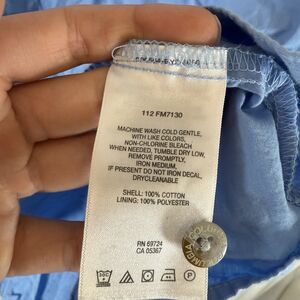 112 FM7130
MACHINE WASH COLD GENTLE,
WITH LIKE COLORS,
NON-CHLORINE BLEACH
WHEN NEEDED, TUMBLE DRY LOW,
REMOVE PROMPTLY,
IRON MEDIUM,
IF PRESENT DO NOT IRON DECAL,
DRYCLEANABLE
SHELL: 100% COTTON
LINING: 100% POLYESTER
RN 69724
CA 05367